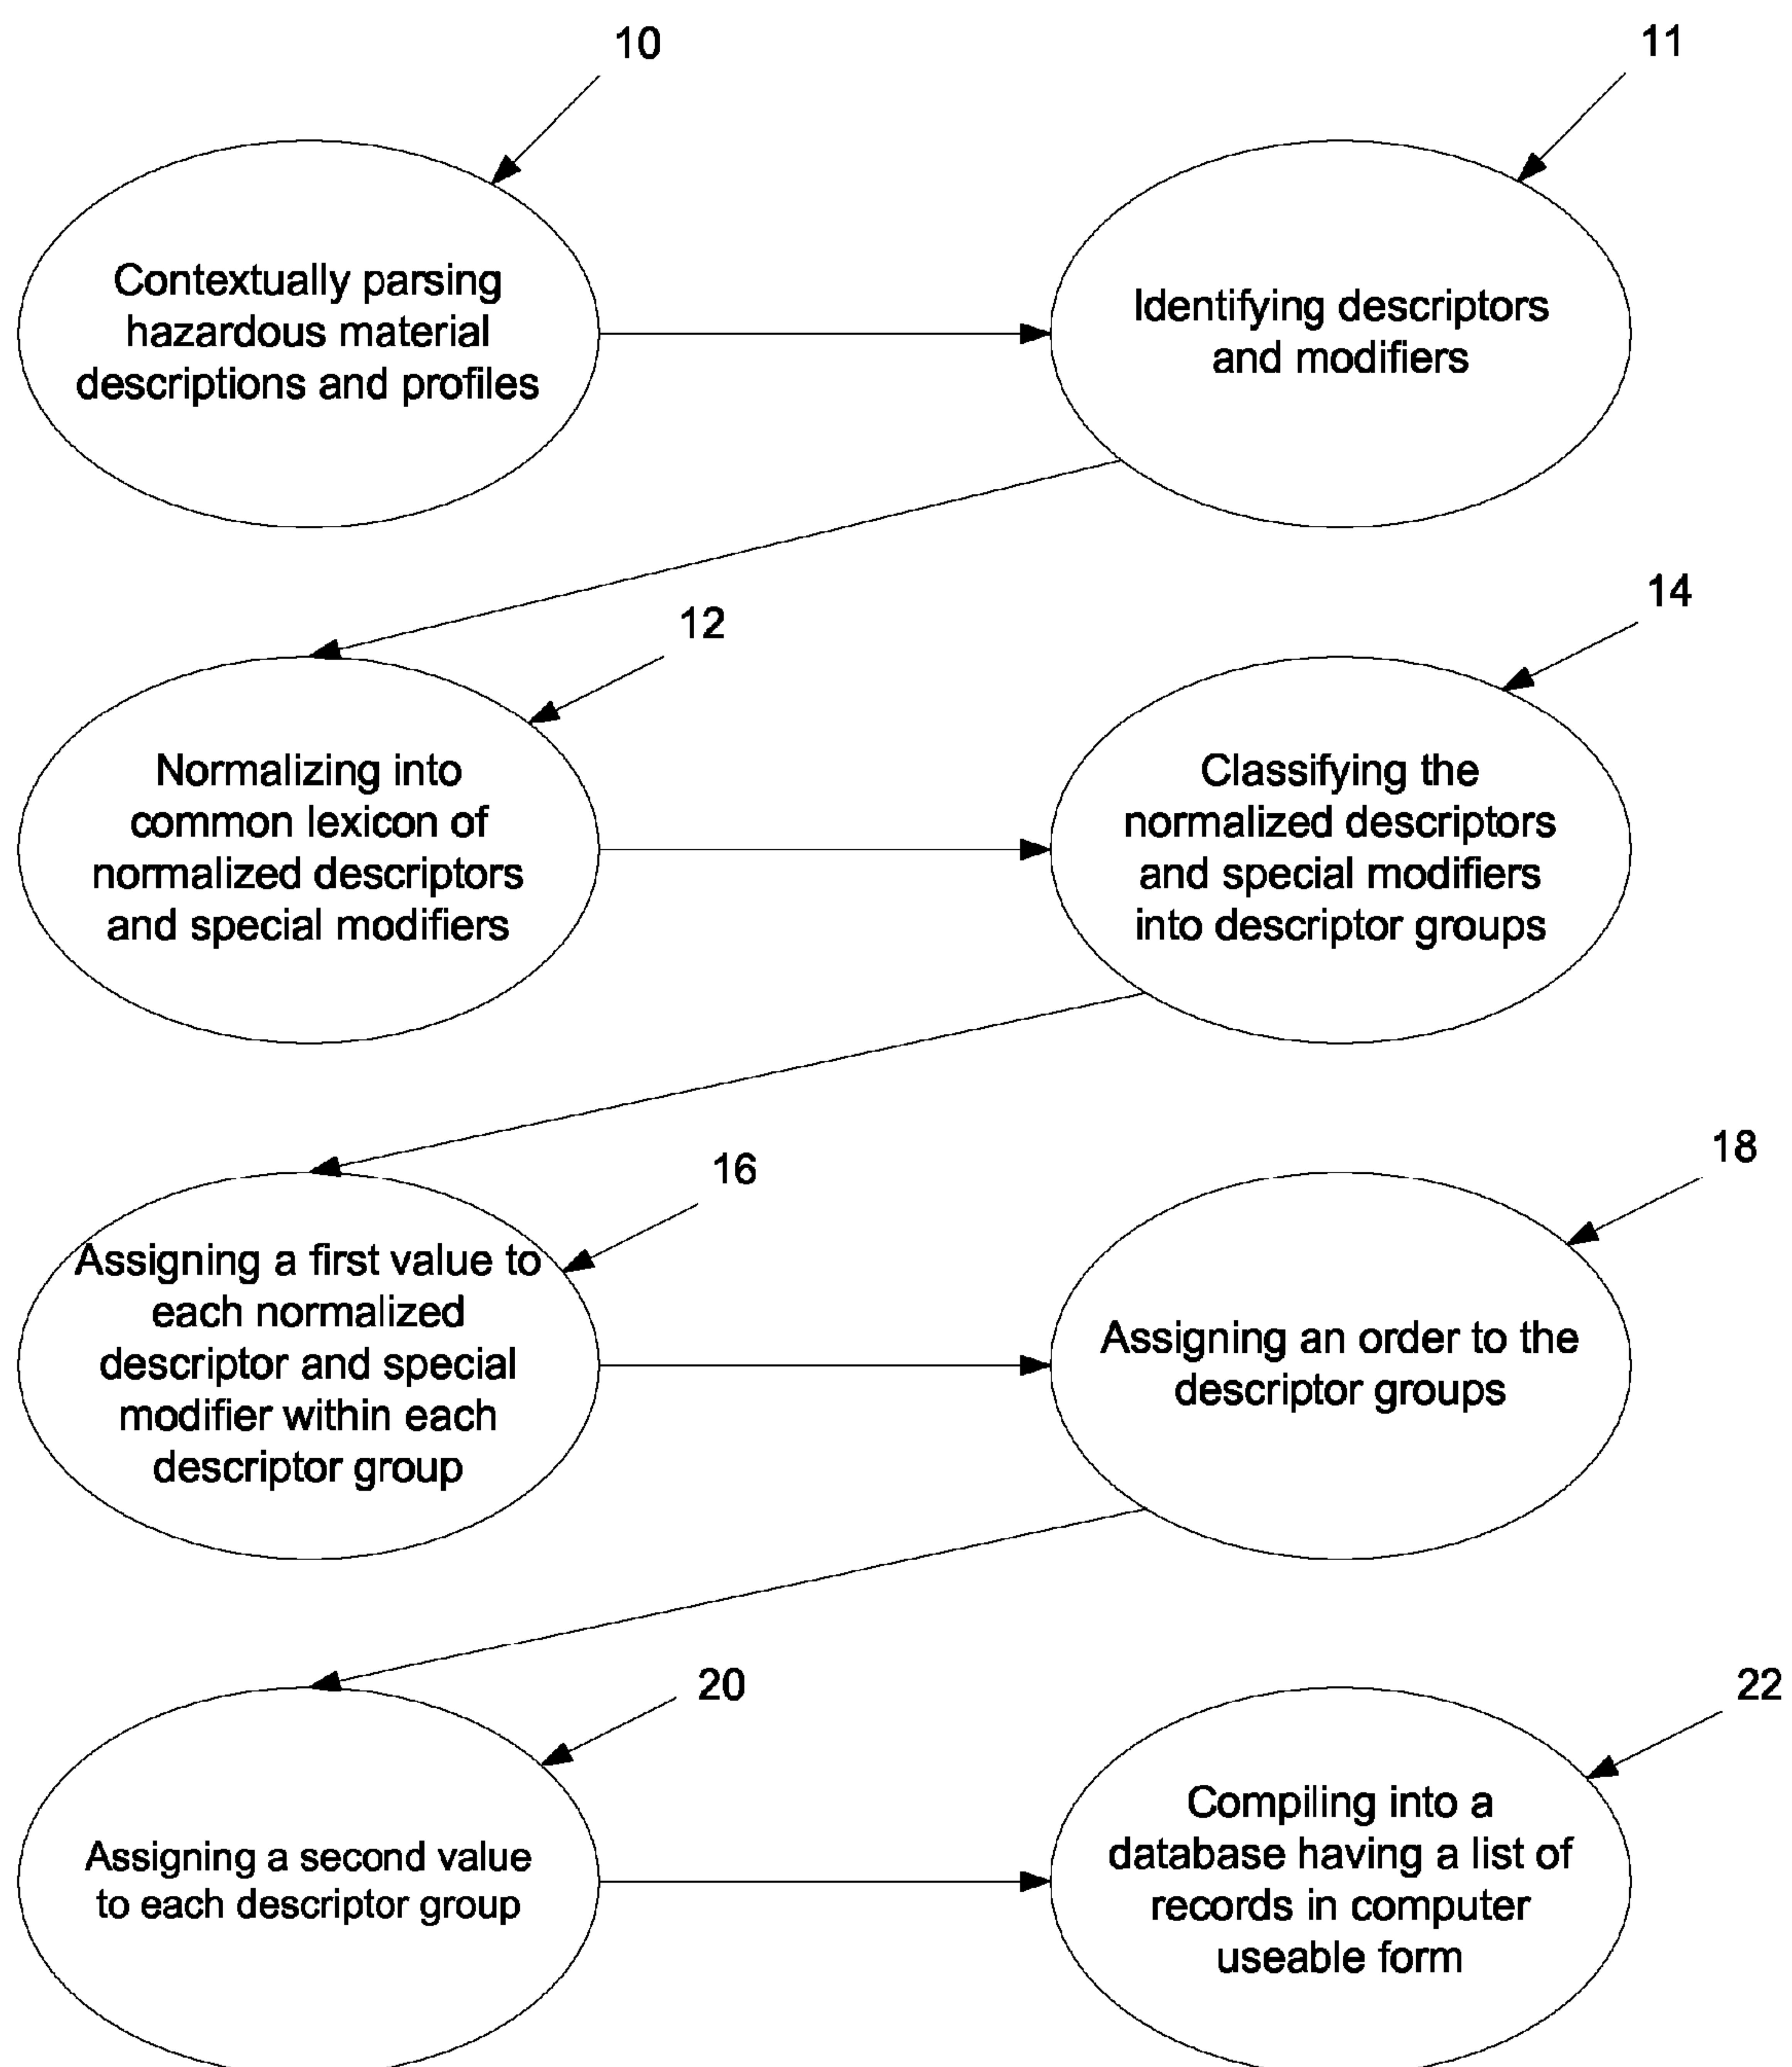 10
11
Contextually parsing
hazardous material
descriptions and profiles
Identifying descriptors
and modifiers
12
14
Normalizing into
common lexicon of
normalized descriptors
and special modifiers
Classifying the
normalized descriptors
and special modifiers
into descriptor groups
16
18
Assigning a first value to
each normalized
descriptor and special
modifier within each
descriptor group
Assigning an order to the
descriptor groups
20
22
Assigning a second value
to each descriptor group
Compiling into a
database having a list of
records in computer
useable form